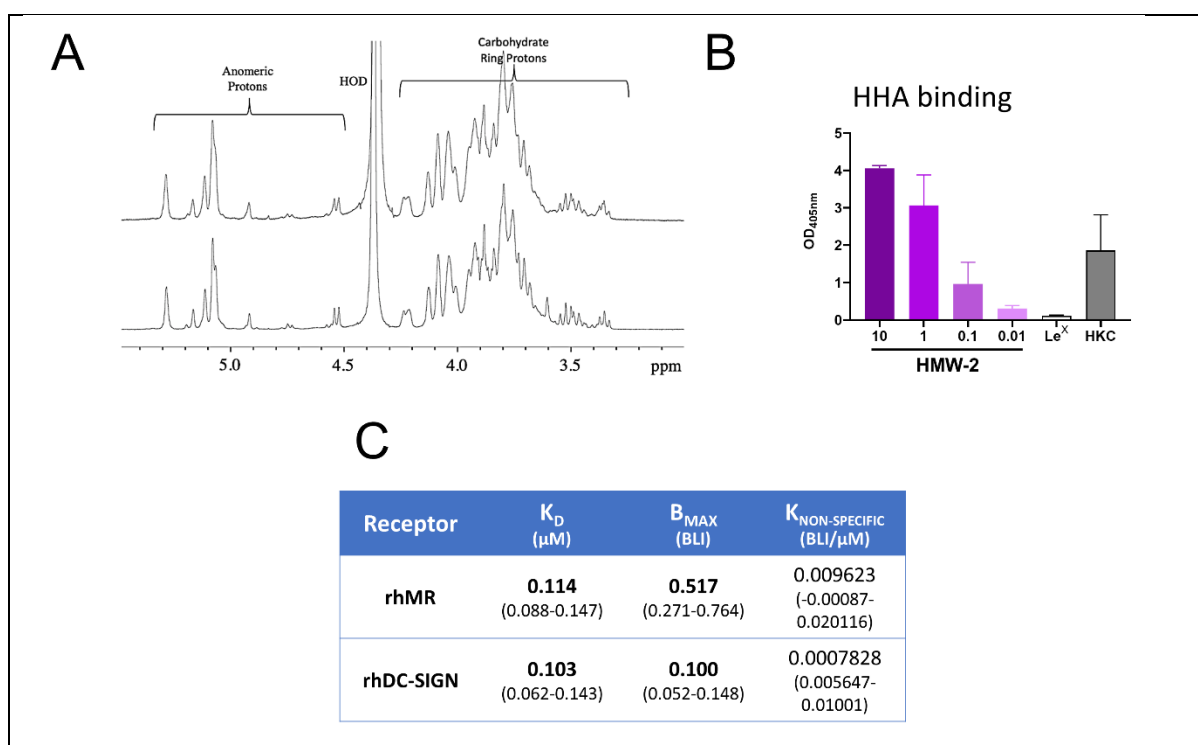 A
Carbohydrate
Ring Protons
Anomeric
Protons
HOD
5.0 4.5 4.0 3.5 ppm
B
HHA binding
OD405nm
5
4
3
2
1
0
10 1 0.1 0.01 LeX HKC
HMW-2
C
Receptor KD (μM) BMAX (BLI) KNON-SPECIFIC (BLI/μM)
rhMR 0.114 (0.088-0.147) 0.517 (0.271-0.764) 0.009623 (-0.00087-
0.020116)
rhDC-SIGN 0.103 (0.062-0.143) 0.100 (0.052-0.148) 0.0007828 (0.005647-
0.01001)